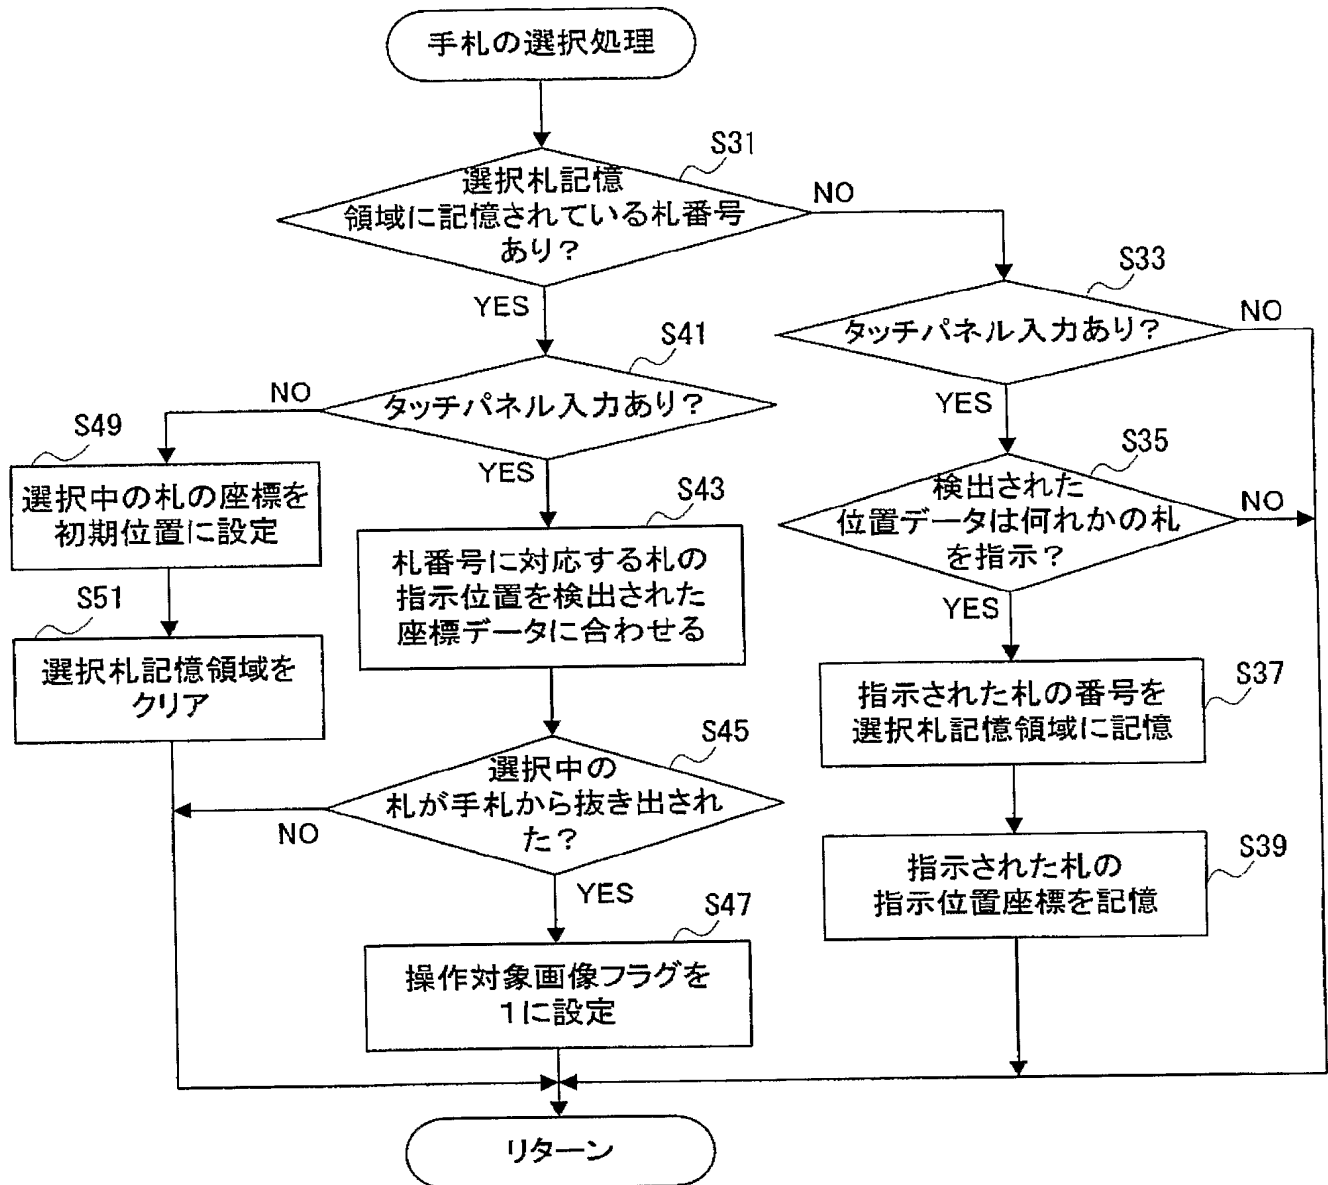 手札の選択処理
S31
選択札記憶
領域に記憶されている札番号
あり？
NO
YES
S33
タッチパネル入力あり？
NO
YES
S41
タッチパネル入力あり？
NO
YES
S35
検出された
位置データは何れかの札
を指示？
NO
YES
S49
選択中の札の座標を
初期位置に設定
S43
札番号に対応する札の
指示位置を検出された
座標データに合わせる
S51
選択札記憶領域を
クリア
S37
指示された札の番号を
選択札記憶領域に記憶
S45
選択中の
札が手札から抜き出され
た？
NO
YES
S39
指示された札の
指示位置座標を記憶
S47
操作対象画像フラグを
１に設定
リターン